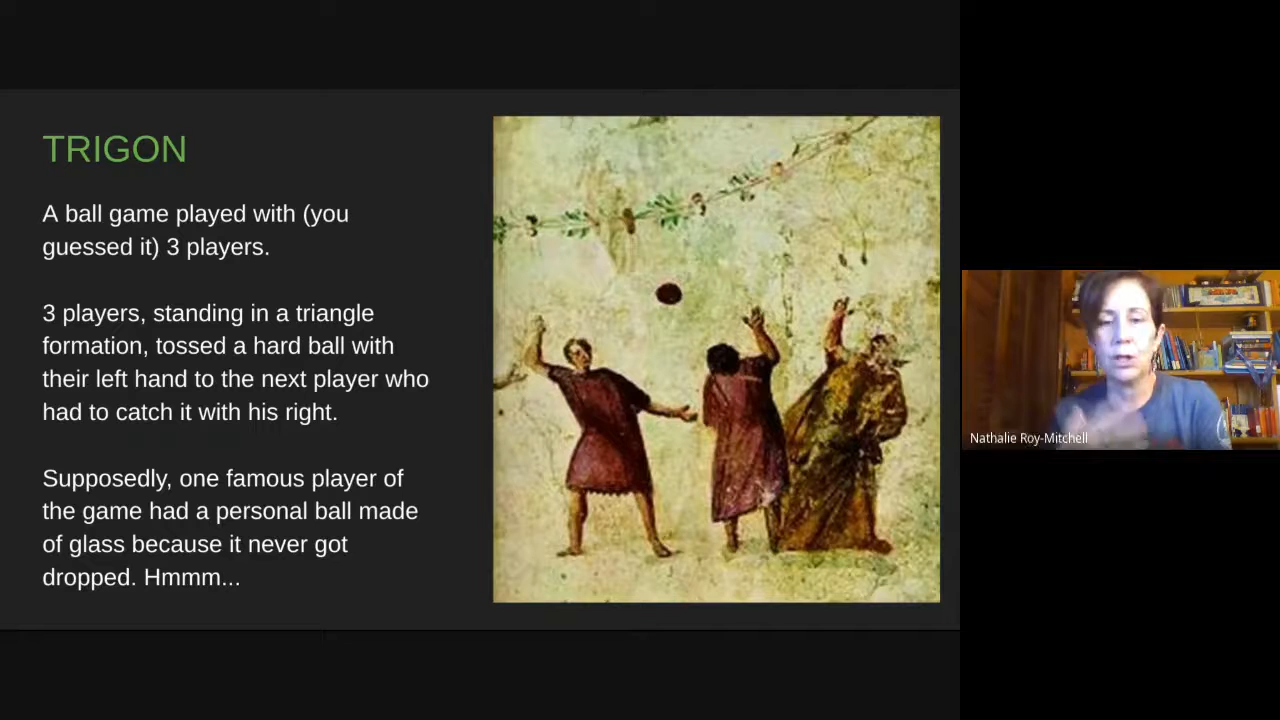 TRIGON
A ball game played with (you
guessed it) 3 players.
3 players, standing in a triangle
formation, tossed a hard ball with
their left hand to the next player who
had to catch it with his right.
Supposedly, one famous player of
the game had a personal ball made
of glass because it never got
dropped. Hmmm...
Nathalie Roy-Mitchell